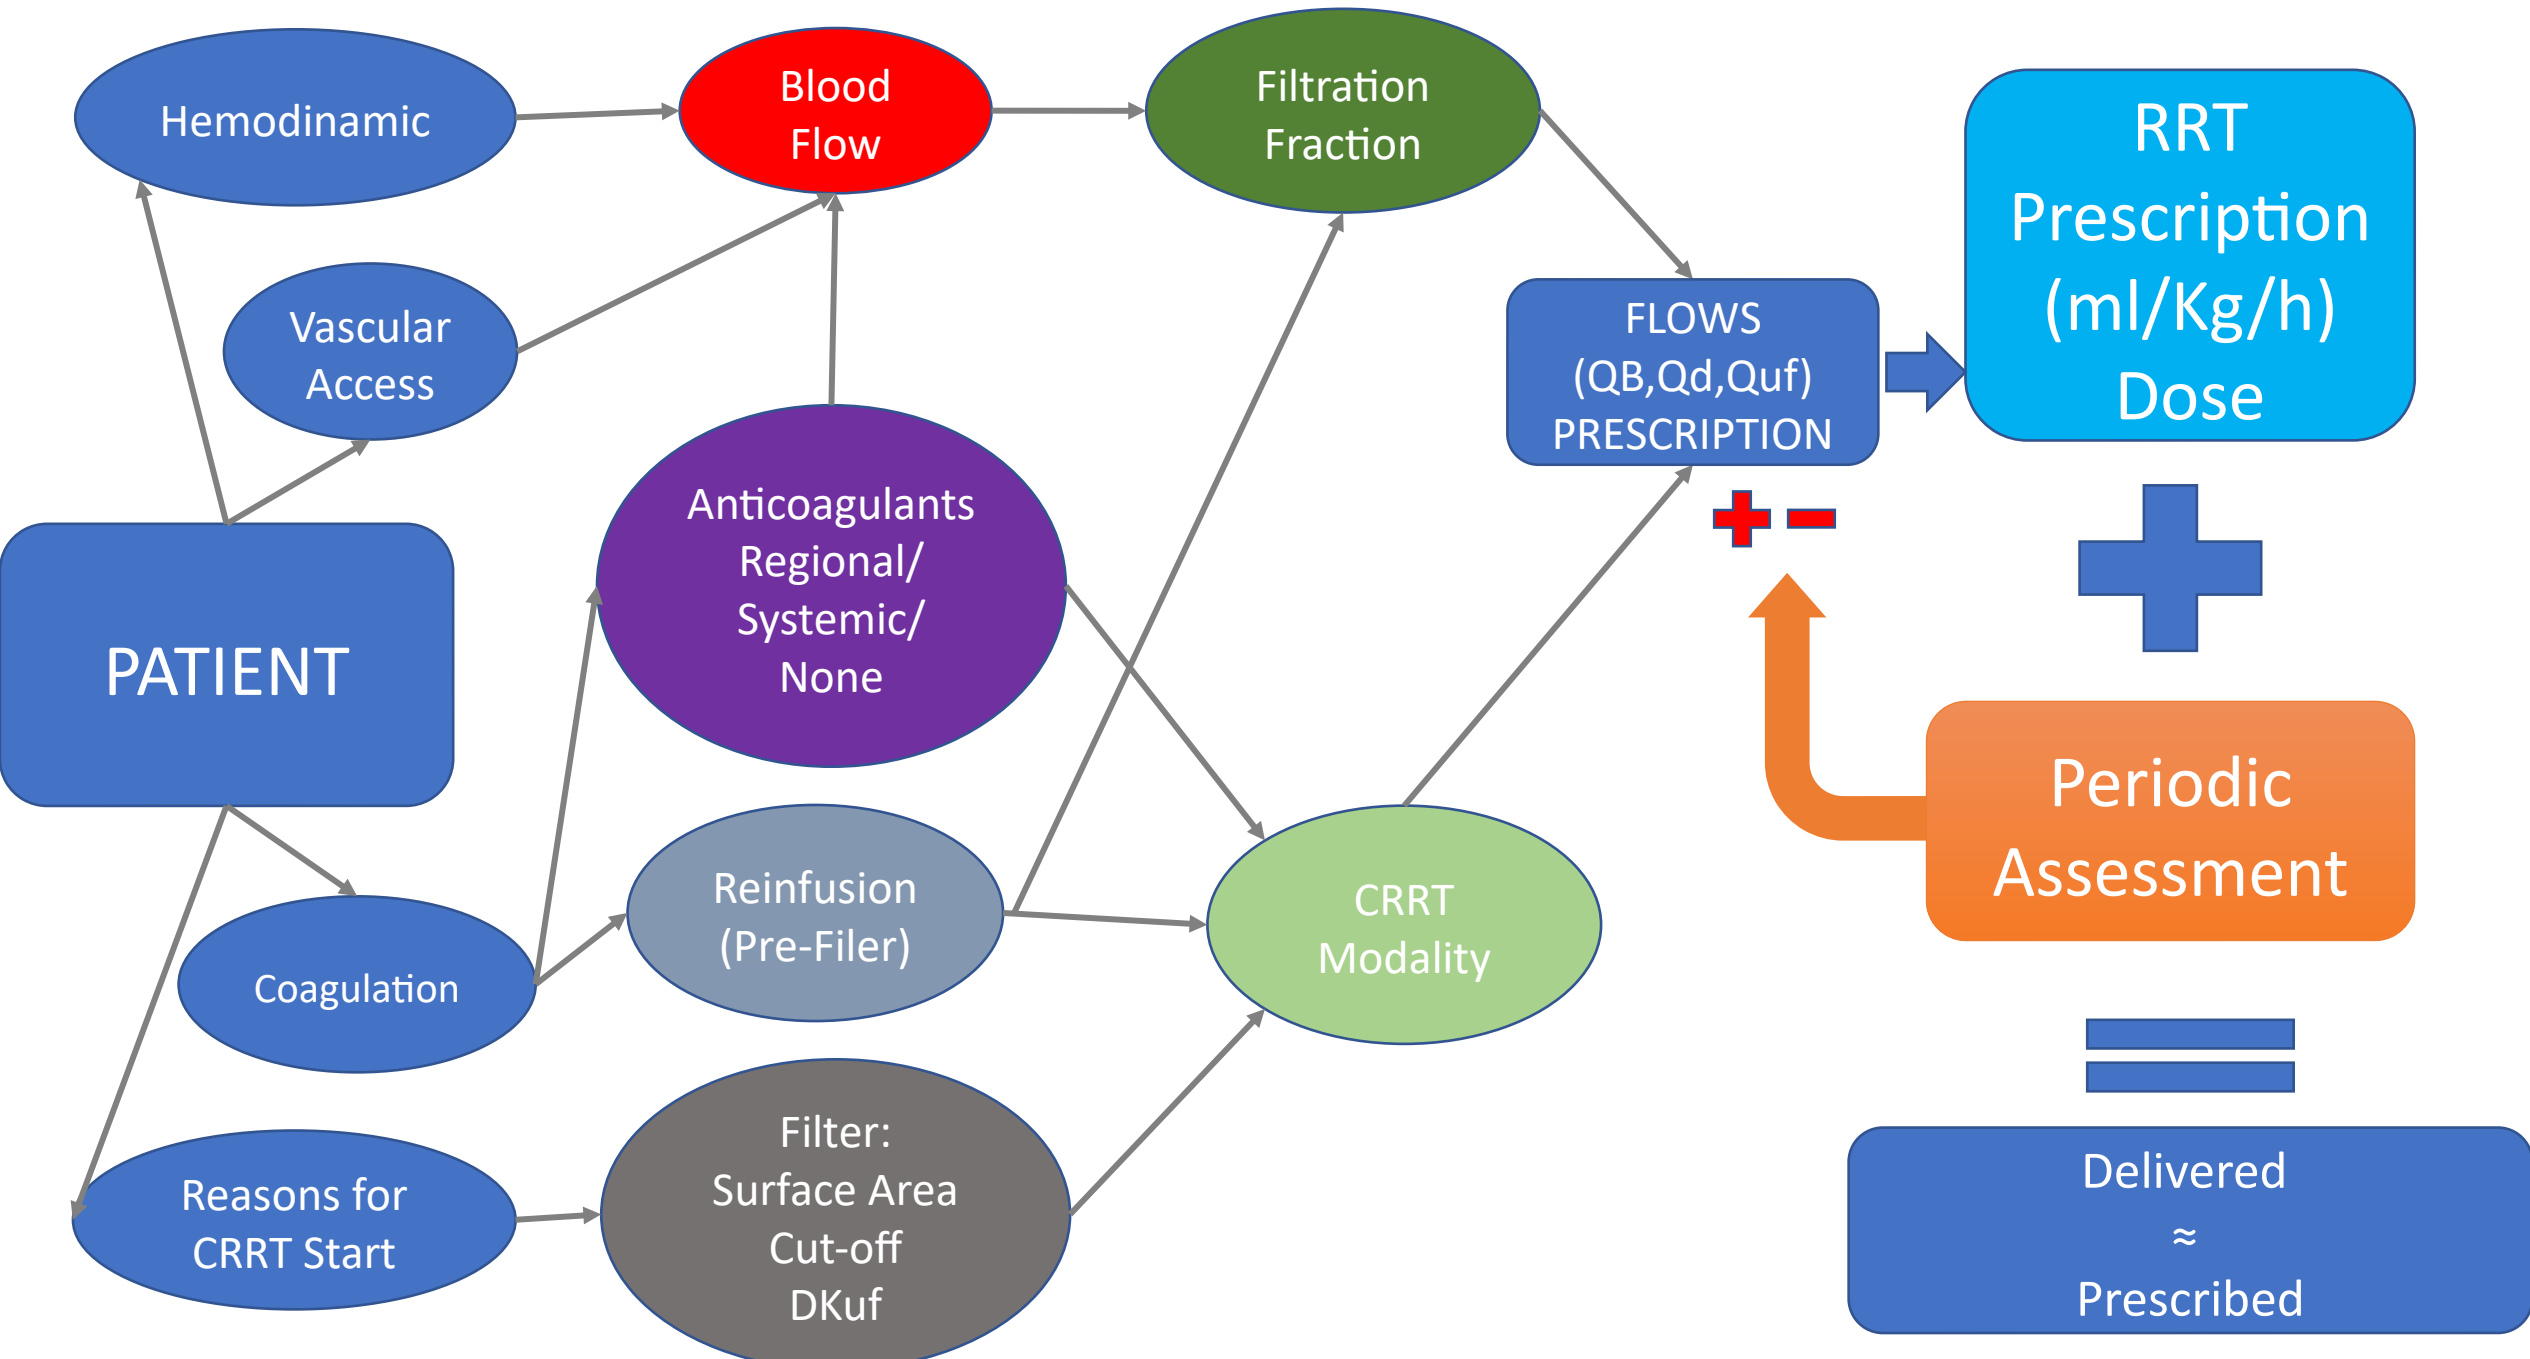 Hemodinamic
Blood
Flow
Filtration
Fraction
RRT
Prescription
(ml/Kg/h)
Dose
Vascular
Access
FLOWS
(QB,Qd,Quf)
PRESCRIPTION
Anticoagulants
Regional/
Systemic/
None
PATIENT
Periodic
Assessment
Reinfusion
(Pre-Filer)
CRRT
Modality
Coagulation
Filter:
Surface Area
Cut-off
DKuf
Reasons for
CRRT Start
Delivered
≈
Prescribed